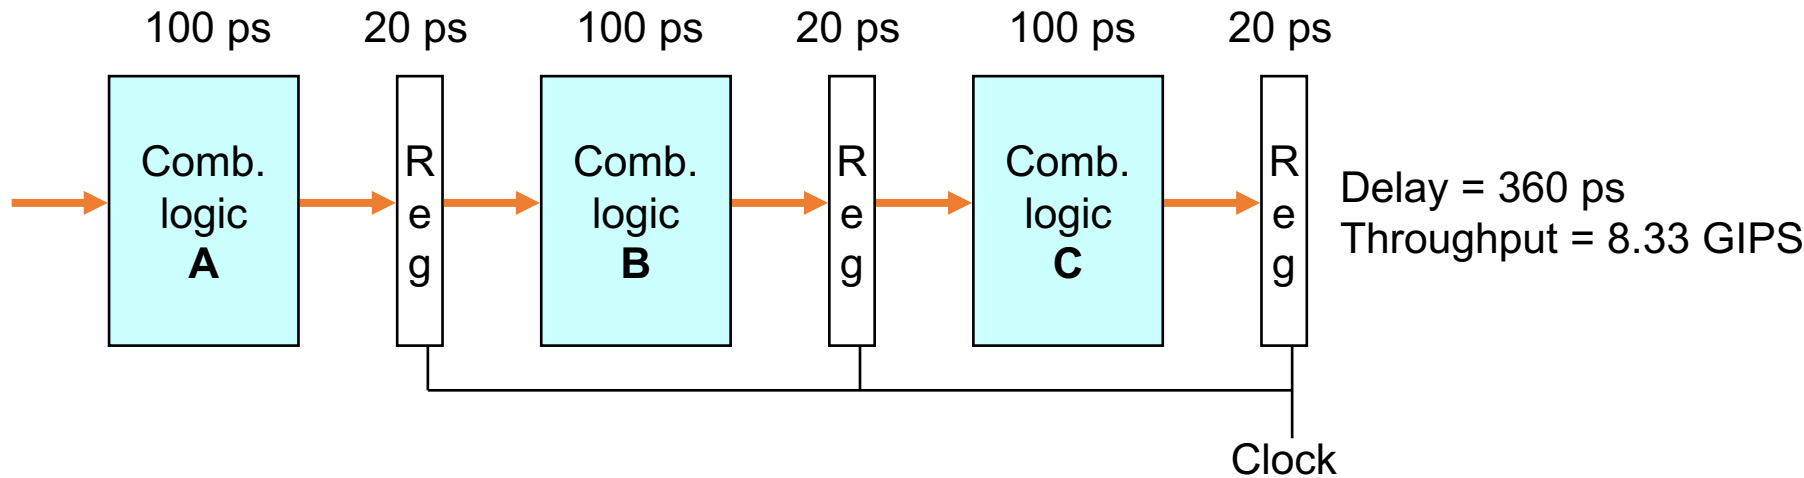 100 ps
20 ps
100 ps
20 ps
100 ps
20 ps
Comb.
logic
A
R
e
g
Comb.
logic
B
R
e
g
Comb.
logic
C
R
e
g
Delay = 360 ps
Throughput = 8.33 GIPS
Clock